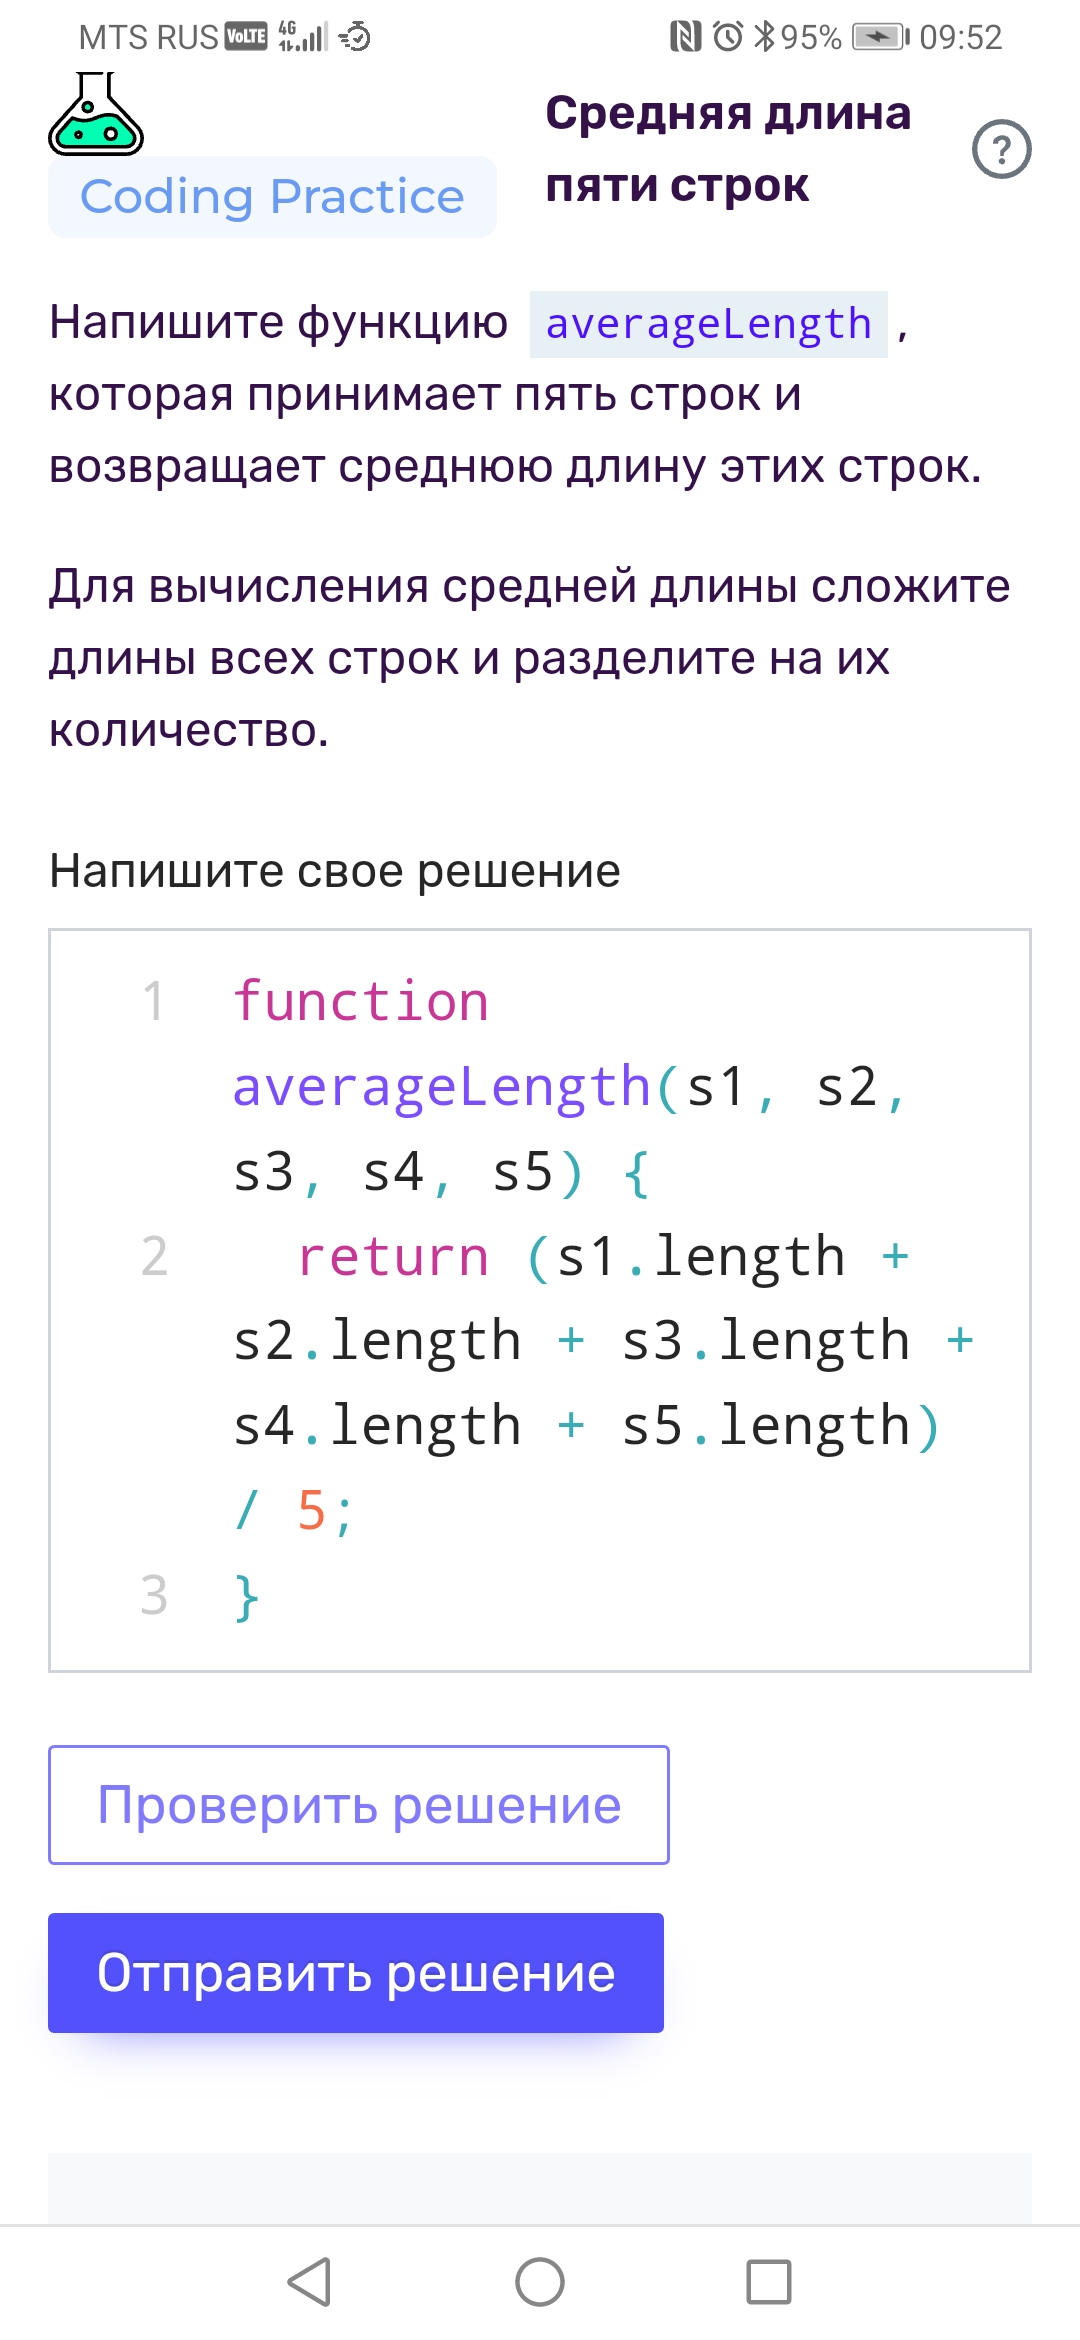 MTS RUS VoLTE 4G 95% 09:52
Средняя длина
пяти строк
?
Coding Practice
Напишите функцию averageLength ,
которая принимает пять строк и
возвращает среднюю длину этих строк.
Для вычисления средней длины сложите
длины всех строк и разделите на их
количество.
Напишите свое решение
1 function
averageLength(s1, s2,
s3, s4, s5) {
2 return (s1.length +
s2.length + s3.length +
s4.length + s5.length)
/ 5;
3 }
Проверить решение
Отправить решение